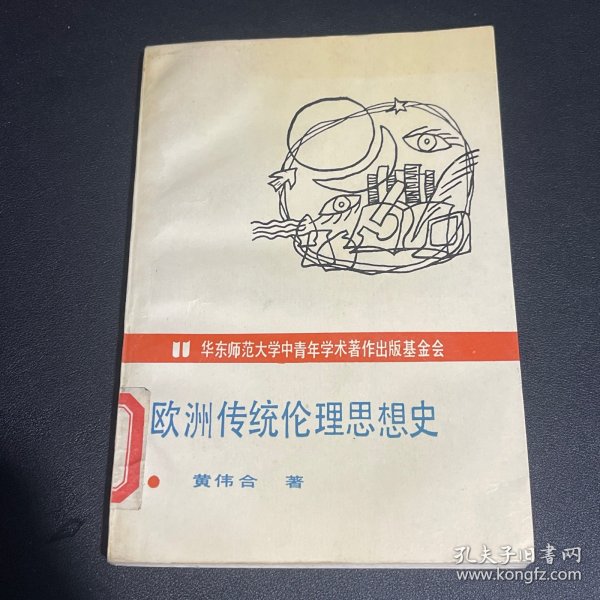 华东师范大学中青年学术著作出版基金会
欧洲传统伦理思想史
黄伟合 著
孔夫子旧书网
www.kongfz.com